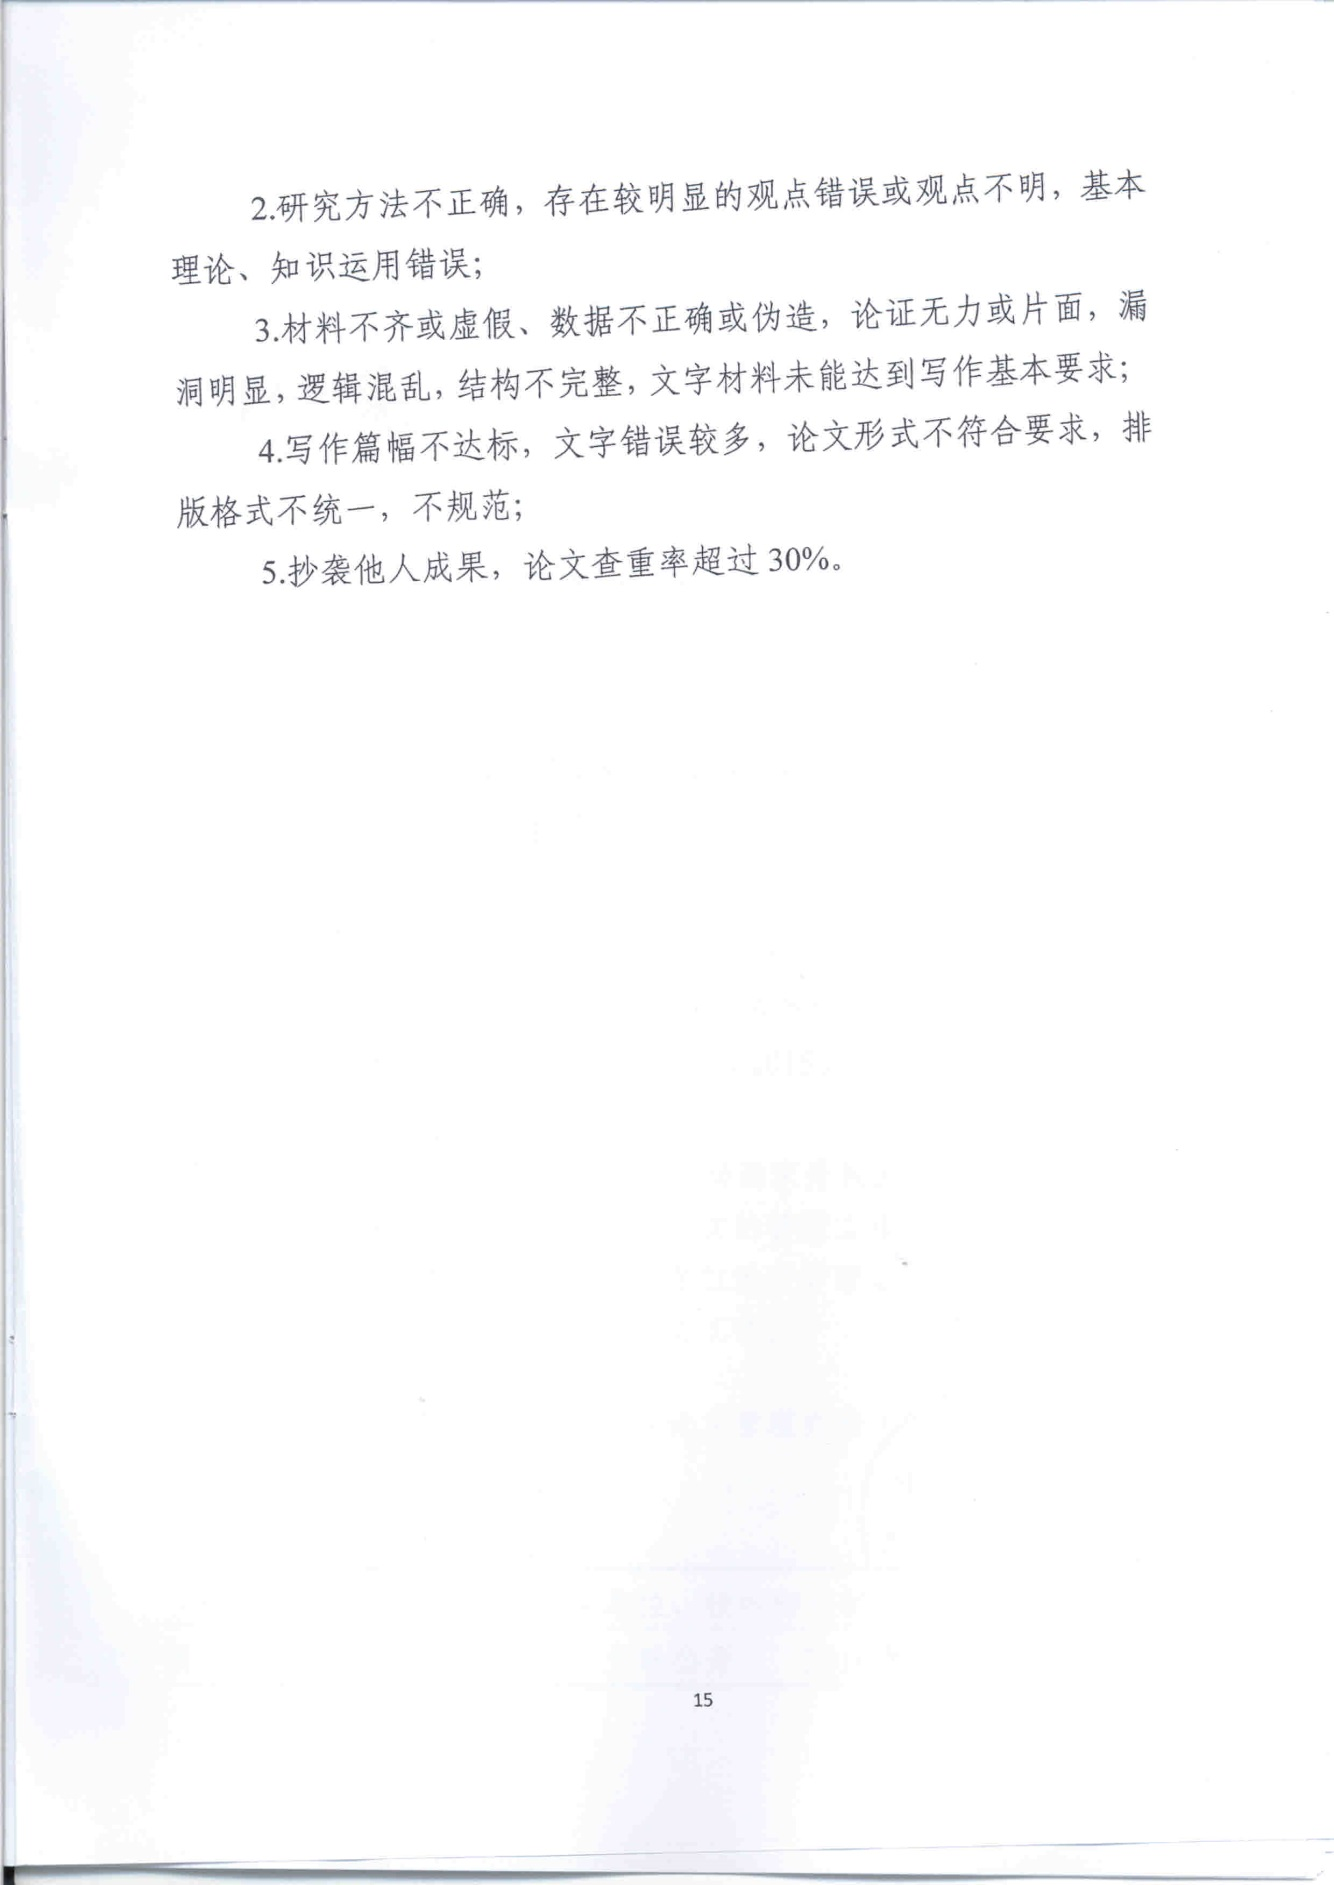 2.研究方法不正确，存在较明显的观点错误或观点不明，基本
理论、知识运用错误；
3.材料不齐或虚假、数据不正确或伪造，论证无力或片面，漏
洞明显，逻辑混乱，结构不完整，文字材料未能达到写作基本要求；
4.写作篇幅不达标，文字错误较多，论文形式不符合要求，排
版格式不统一，不规范；
5.抄袭他人成果，论文查重率超过 30%。
15